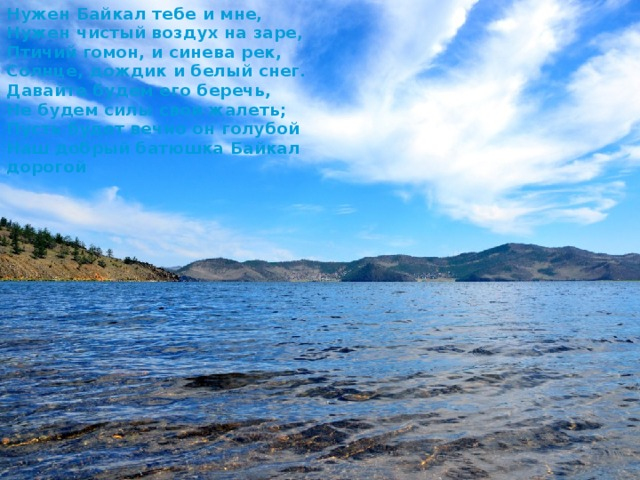 Нужен Байкал тебе и мне,
Нужен чистый воздух на заре,
Птичий гомон, и синева рек,
Солнце, дождик и белый снег.
Давайте будем его беречь,
Не будем силы свои жалеть;
Пусть будет вечно он голубой
Наш добрый батюшка Байкал
дорогой